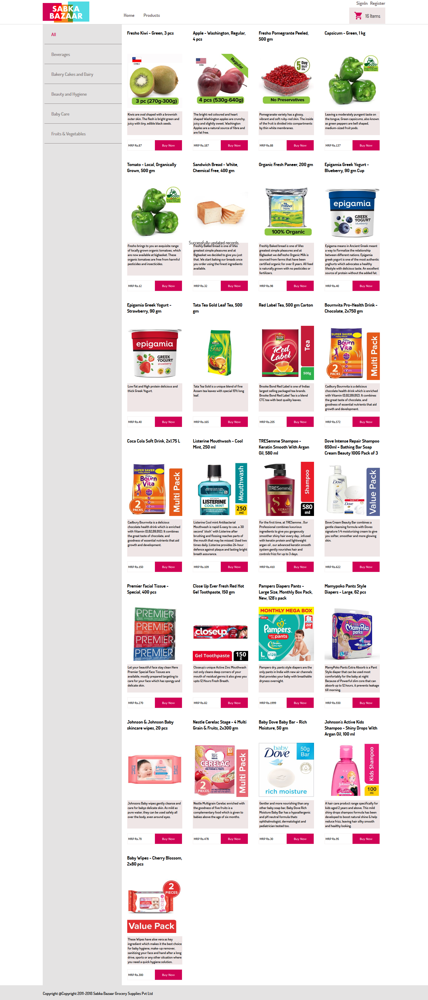 SABKA
BAZAAR
Home
Products
SignIn
Register
16 Items
All
Beverages
Bakery Cakes and Dairy
Beauty and Hygiene
Baby Care
Fruits & Vegetables
Fresho Kiwi - Green, 3 pcs
CHILE
3 pc (270g-300g)
Kiwis are oval shaped with a brownish
outer skin. The flesh is bright green and
juicy with tiny, edible black seeds.
MRP Rs.87
Buy Now
Apple - Washington, Regular,
4 pcs
USA
Regular
4 pcs (530g-640g)
The bright red coloured and heart
shaped Washington apples are crunchy,
juicy and slightly sweet. Washington
Apples are a natural source of fibre and
are fat free.
MRP Rs.187
Buy Now
Fresho Pomegrante Peeled,
500 gm
5 Day
Shelf
life
No Preservatives
Pomegranate variety has a glossy,
vibrant and soft ruby-red skin. The inside
of the fruit is divided into compartments
by thin white membranes.
MRP Rs.88
Buy Now
Capsicum - Green, 1 kg
Partnering with
Indian Farmers
Leaving a moderately pungent taste on
the tongue, Green capsicums, also known
as green peppers are bell shaped,
medium-sized fruit pods.
MRP Rs.137
Buy Now
Tomato - Local, Organically
Grown, 500 gm
Partnering with
Indian Farmers
Fresho brings to you an exquisite range
of locally grown organic tomatoes, which
are now available at bigbasket. These
organic tomatoes are free from harmful
pesticides and insecticides.
MRP Rs.12
Buy Now
Sandwich Bread - White,
Chemical Free, 400 gm
Successfully updated records.
Freshly Baked bread is one of lifes
greatest simple pleasures and at
Bigbasket we decided to give you just
that. We start baking our breads once
you order using the finest ingredients
available.
MRP Rs.32
Buy Now
Organic Fresh Paneer, 200 gm
fresho!
Organic
Paneer
100% Organic
Freshly Baked bread is one of lifes
greatest simple pleasures and at
Bigbasket we deFresho Organic Milk is
sourced from farms that have been
certified organic for over 8 years. All feed
is naturally grown with no pesticides or
fertilizers.
MRP Rs.98
Buy Now
Epigamia Greek Yogurt -
Blueberry, 90 gm Cup
epigamia
GREEK
YOGURT
blueberry
Epigama means in Ancient Greek meant
a way to Formalize the relationship
between different nations. Epigamia
greek yogurt is one of the most authentic
yoghurts which advocates a healthy
lifestyle with delicious taste. An excellent
source of protein without the added fat.
MRP Rs.40
Buy Now
Epigamia Greek Yogurt -
Strawberry, 90 gm
epigamia
GREEK
YOGURT
strawberry
Low Fat and High protein delicious and
thick Greek Yogurt.
MRP Rs.40
Buy Now
Tata Tea Gold Leaf Tea, 500
gm
TATA TEA
GOLD
Tata Tea Gold is a unique blend of fine
Assam tea leaves with special 15% long
leaf.
MRP Rs.165
Buy Now
Red Label Tea, 500 gm Carton
Red
Label
Tea
500g
Brooke Bond Red Label is one of Indias
largest selling packaged tea brands.
Brooke Bond Red Label Tea is a blend
CTC tea with best quality leaves.
MRP Rs.205
Buy Now
Bournvita Pro-Health Drink -
Chocolate, 2x750 gm
SUPER SAVER
750g PACK
Bourn
Vita
2
PACKS
Multi Pack
Cadbury Bournvita is a delicious
chocolate health drink which is enriched
with Vitamin (D,B2,B9,B12). It combines
the great taste of chocolate, and
goodness of essential nutrients that aid
growth and development.
MRP Rs.572
Buy Now
Coca Cola Soft Drink, 2x1.75 L
SUPER SAVER
750g PACK
Bourn
Vita
2
PACKS
Multi Pack
Cadbury Bournvita is a delicious
chocolate health drink which is enriched
with Vitamin (D,B2,B9,B12). It combines
the great taste of chocolate, and
goodness of essential nutrients that aid
growth and development.
MRP Rs.150
Buy Now
Listerine Mouthwash - Cool
Mint, 250 ml
LISTERINE
COOL MINT
Mouthwash
250
ml
Listerine Cool mint Antibacterial
Mouthwash is rapid & easy to use, a 30
second "slosh" with Listerine after
brushing and flossing reaches parts of
the mouth that may be missed. Used two
times daily, Listerine provides 24-hour
defence against plaque and lasting bright
breath assurance.
MRP Rs.109
Buy Now
TRESemme Shampoo -
Keratin Smooth With Argan
Oil, 580 ml
TRESemmé
KS
KERATIN
SMOOTH
Shampoo
580
ml
For the first time, at TRESemme , Our
Professional combines luxurious
ingredients to give you gorgeously
smoother shiny hair every day , infused
with keratin protein and lightweight
argan oil , our advanced keratin smooth
system gently nourishes hair and
controls frizz for up to 3 days.
MRP Rs.410
Buy Now
Dove Intense Repair Shampoo
650ml + Bathing Bar Soap
Cream Beauty 100G Pack of 3
Dove
Dove
Value Pack
Dove Cream Beauty Bar combines a
gentle cleansing formula with Doves
signature 1/4 moisturizing cream to give
you softer, smoother and more glowing
skin.
MRP Rs.622
Buy Now
Premier Facial Tissue -
Special, 400 pcs
PREMIER
SPECIAL FACE TISSUE
PREMIER
SPECIAL FACE TISSUE
PREMIER
SPECIAL FACE TISSUE
PREMIER
Let your beautiful face stay clean Here
Premier Special Face Tissues are
available, mostly prepared targeting to
care for your face which has spongy and
delicate skin.
MRP Rs.270
Buy Now
Close Up Ever Fresh Red Hot
Gel Toothpaste, 150 gm
closeup
RED
HOT
Gel Toothpaste
150
g
Closeup's unique Active Zinc Mouthwash
not only cleans deep corners of your
mouth of residual germs it also gives you
upto 12 Hours Fresh Breath.
MRP Rs.82
Buy Now
Pampers Diapers Pants -
Large Size, Monthly Box Pack,
New, 128's pack
MONTHLY MEGA BOX
NEW!
Pampers
pants
air
L
x128
Pampers dry, pants style diapers are the
only pants in India with new air channels
that provides your baby with breathable
dryness overnight.
MRP Rs.1999
Buy Now
Mamypoko Pants Style
Diapers - Large, 62 pcs
MamyPoko
pants
Extra Absorb
L 62
MamyPoko Pants Extra Absorb is a Pant
Style diaper that can be used most
comfortably for the baby at night
Because of Powerful slim core that can
absorb up to 12 hours, it prevents leakage
till morning.
MRP Rs.930
Buy Now
Johnson & Johnson Baby
skincare wipes, 20 pcs
Johnson's
Johnsons Baby wipes gently cleanse and
care for babys delicate skin. As mild as
pure water, they can be used safely all
over the body, even around eyes.
MRP Rs.70
Buy Now
Nestle Cerelac Stage - 4 Multi
Grain & Fruits, 2x300 gm
CERELAC
MULTIGRAIN & FRUITS
2
PIECES
Multi Pack
Nestle Multigrain Cerelac enriched with
the goodness of five fruits is a
complementary food which is given to
babies above the age of six months.
MRP Rs.478
Buy Now
Baby Dove Baby Bar - Rich
Moisture, 50 gm
baby
Dove
50g
Bar
HYPOALLERGENIC
rich moisture
Gentler and more nourishing than any
other baby soap bar, Baby Dove Rich
Moisture Baby Bar has a hypoallergenic
and pH neutral formula thats
ophthalmologist, dermatologist and
pediatrician tested too.
MRP Rs.30
Buy Now
Johnson's Active Kids
Shampoo - Shiny Drops With
Argan Oil, 100 ml
Johnson's
Kids Shampoo
100
ml
A hair care product range specifically for
kids aged 2 years and above. This mild
shiny drops shampoo formula has been
developed to boost natural shine & help
reduce frizz, leaving hair silky smooth
and healthy looking.
MRP Rs.95
Buy Now
Baby Wipes - Cherry Blossom,
2x80 pcs
2
PIECES
BABY WIPES
Value Pack
These Wipes have aloe vera as key
ingredient which makes it the best choice
for baby hygiene, make-up remover,
sanitizing your face and hand after a long
drive, sports or any other situation where
you need a quick hygiene solution.
MRP Rs.300
Buy Now
Copyright @Copyright 2011-2018 Sabka Bazaar Grocery Supplies Pvt Ltd